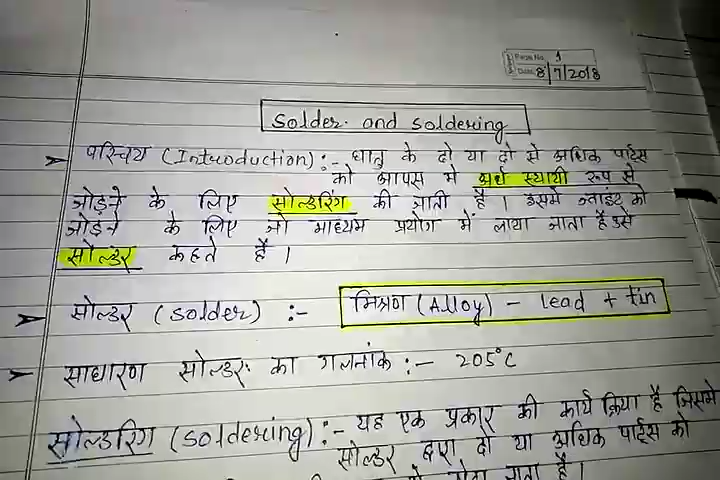 Page No. 1
Date: 8/7/2018
Solder and Soldering
परिचय (Introduction) :- धातु के दो या दो से अधिक पार्ट्स
को आपस में अर्ध स्थायी रूप से
जोड़ने के लिए सोल्डरिंग की जाती है । इसमें ज्वाइंट को
जोड़ने के लिए जो माध्यम प्रयोग में लाया जाता है उसे
सोल्डर कहते है ।
सोल्डर (Solder) :- मिश्रण (Alloy) - lead + tin
साधारण सोल्डर का गलनांक :- 205°C
सोल्डरिंग (Soldering) :- यह एक प्रकार की कार्य क्रिया है जिसमे
सोल्डर द्वारा दो या अधिक पार्ट्स को
जाता है ।